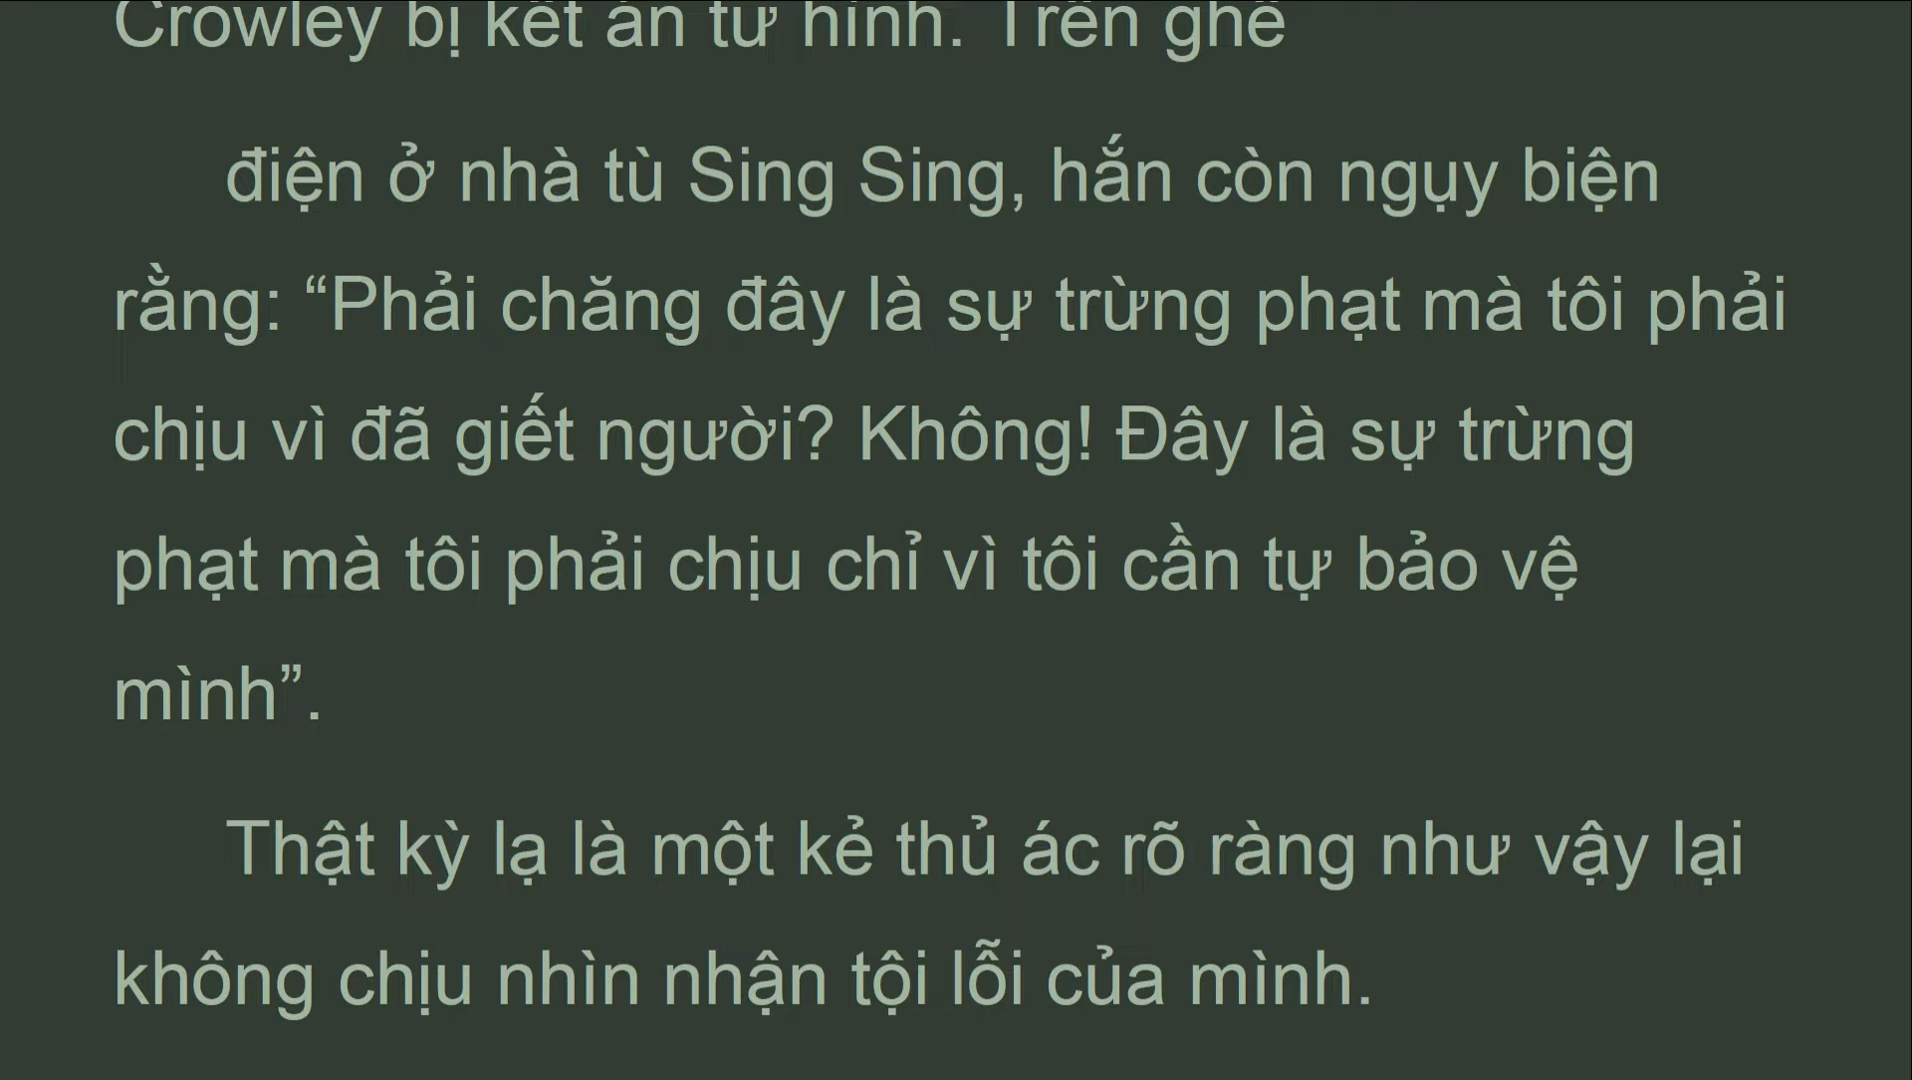 Crowley bị kết án tử hình. Trên ghế
điện ở nhà tù Sing Sing, hắn còn ngụy biện
rằng: “Phải chăng đây là sự trừng phạt mà tôi phải
chịu vì đã giết người? Không! Đây là sự trừng
phạt mà tôi phải chịu chỉ vì tôi cần tự bảo vệ
mình”.
Thật kỳ lạ là một kẻ thủ ác rõ ràng như vậy lại
không chịu nhìn nhận tội lỗi của mình.